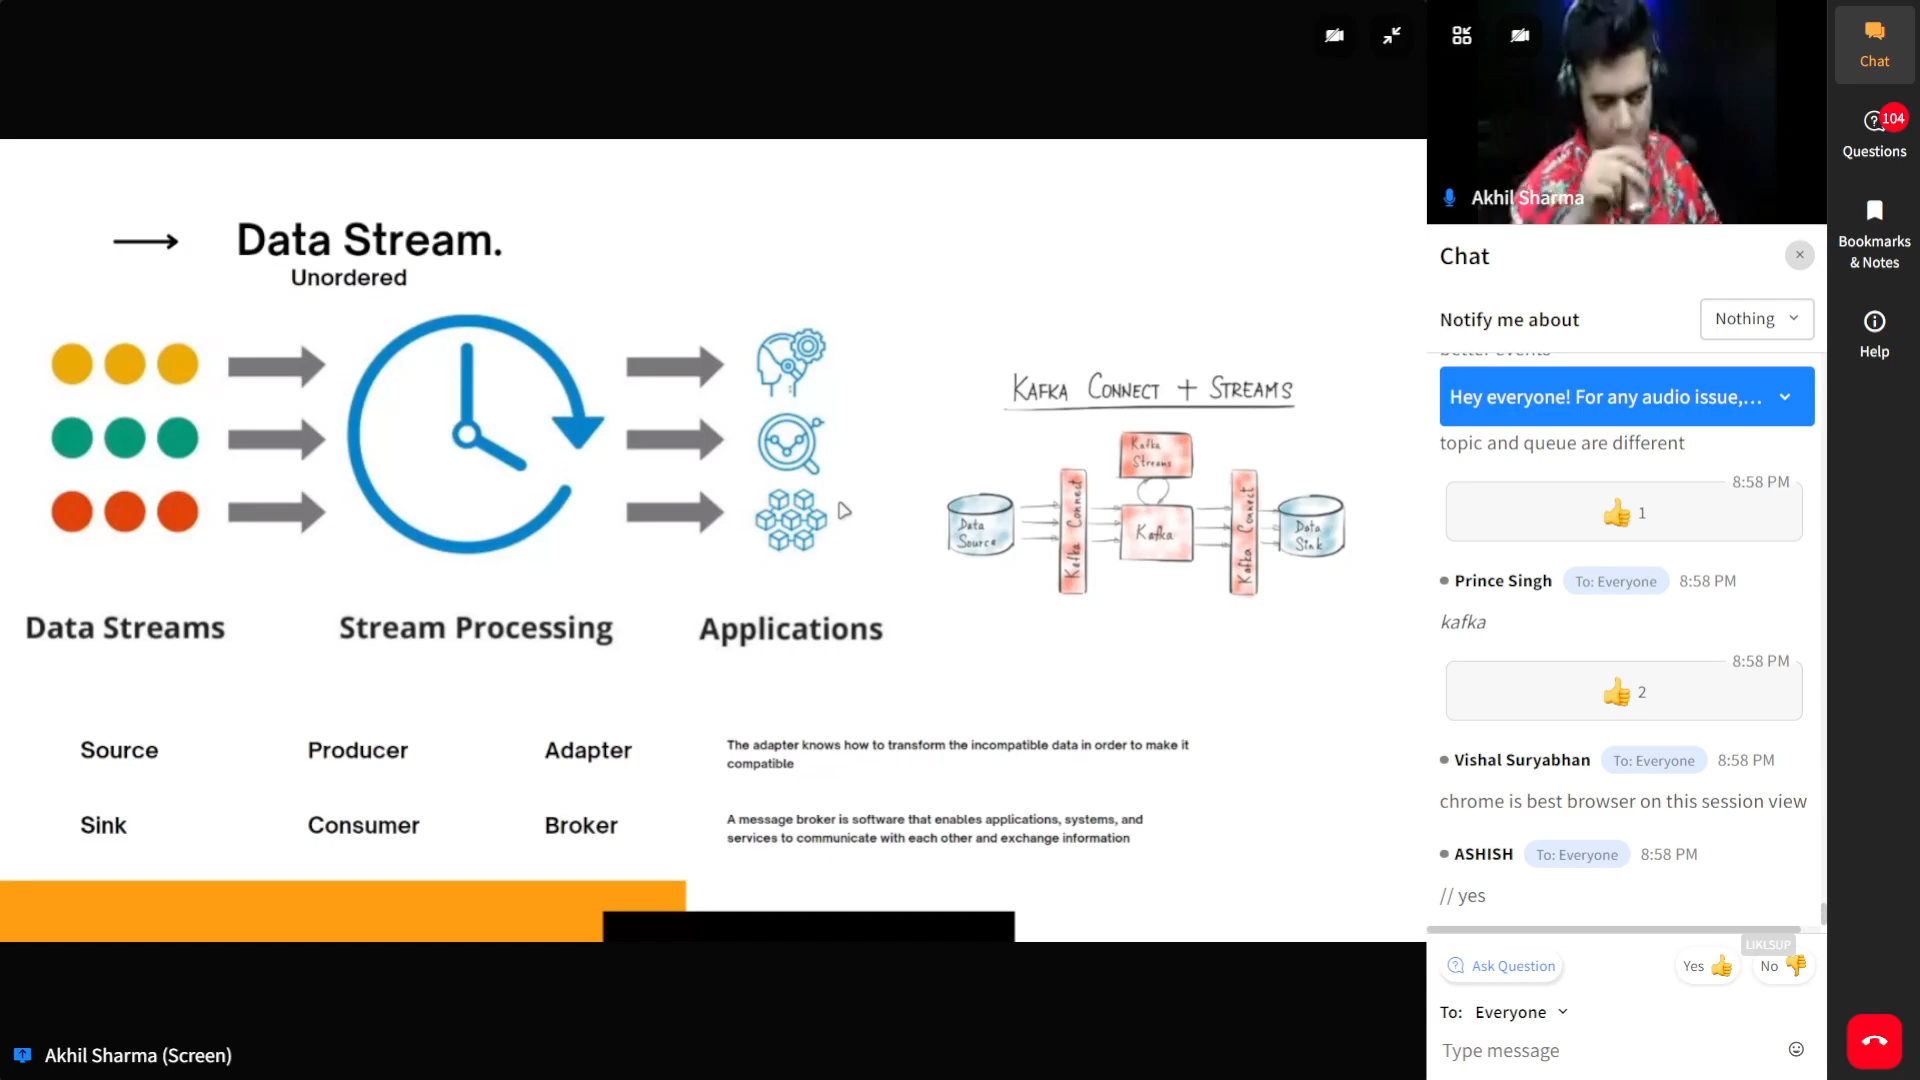 Data Stream.
Unordered
Data Streams
Stream Processing
Applications
KAFKA CONNECT + STREAMS
Kafka
Streams
Data
Source
Kafka Connect
Kafka
Kafka Connect
Data
Sink
Source
Producer
Adapter
The adapter knows how to transform the incompatible data in order to make it
compatible
Sink
Consumer
Broker
A message broker is software that enables applications, systems, and
services to communicate with each other and exchange information
Akhil Sharma (Screen)
Akhil Sharma
Chat
Notify me about
Nothing
better events
Hey everyone! For any audio issue,...
topic and queue are different
8:58 PM
1
Prince Singh To: Everyone 8:58 PM
kafka
8:58 PM
2
Vishal Suryabhan To: Everyone 8:58 PM
chrome is best browser on this session view
ASHISH To: Everyone 8:58 PM
// yes
LIKLSUP
Ask Question
Yes
No
To: Everyone
Type message
Chat
104
Questions
Bookmarks
& Notes
Help